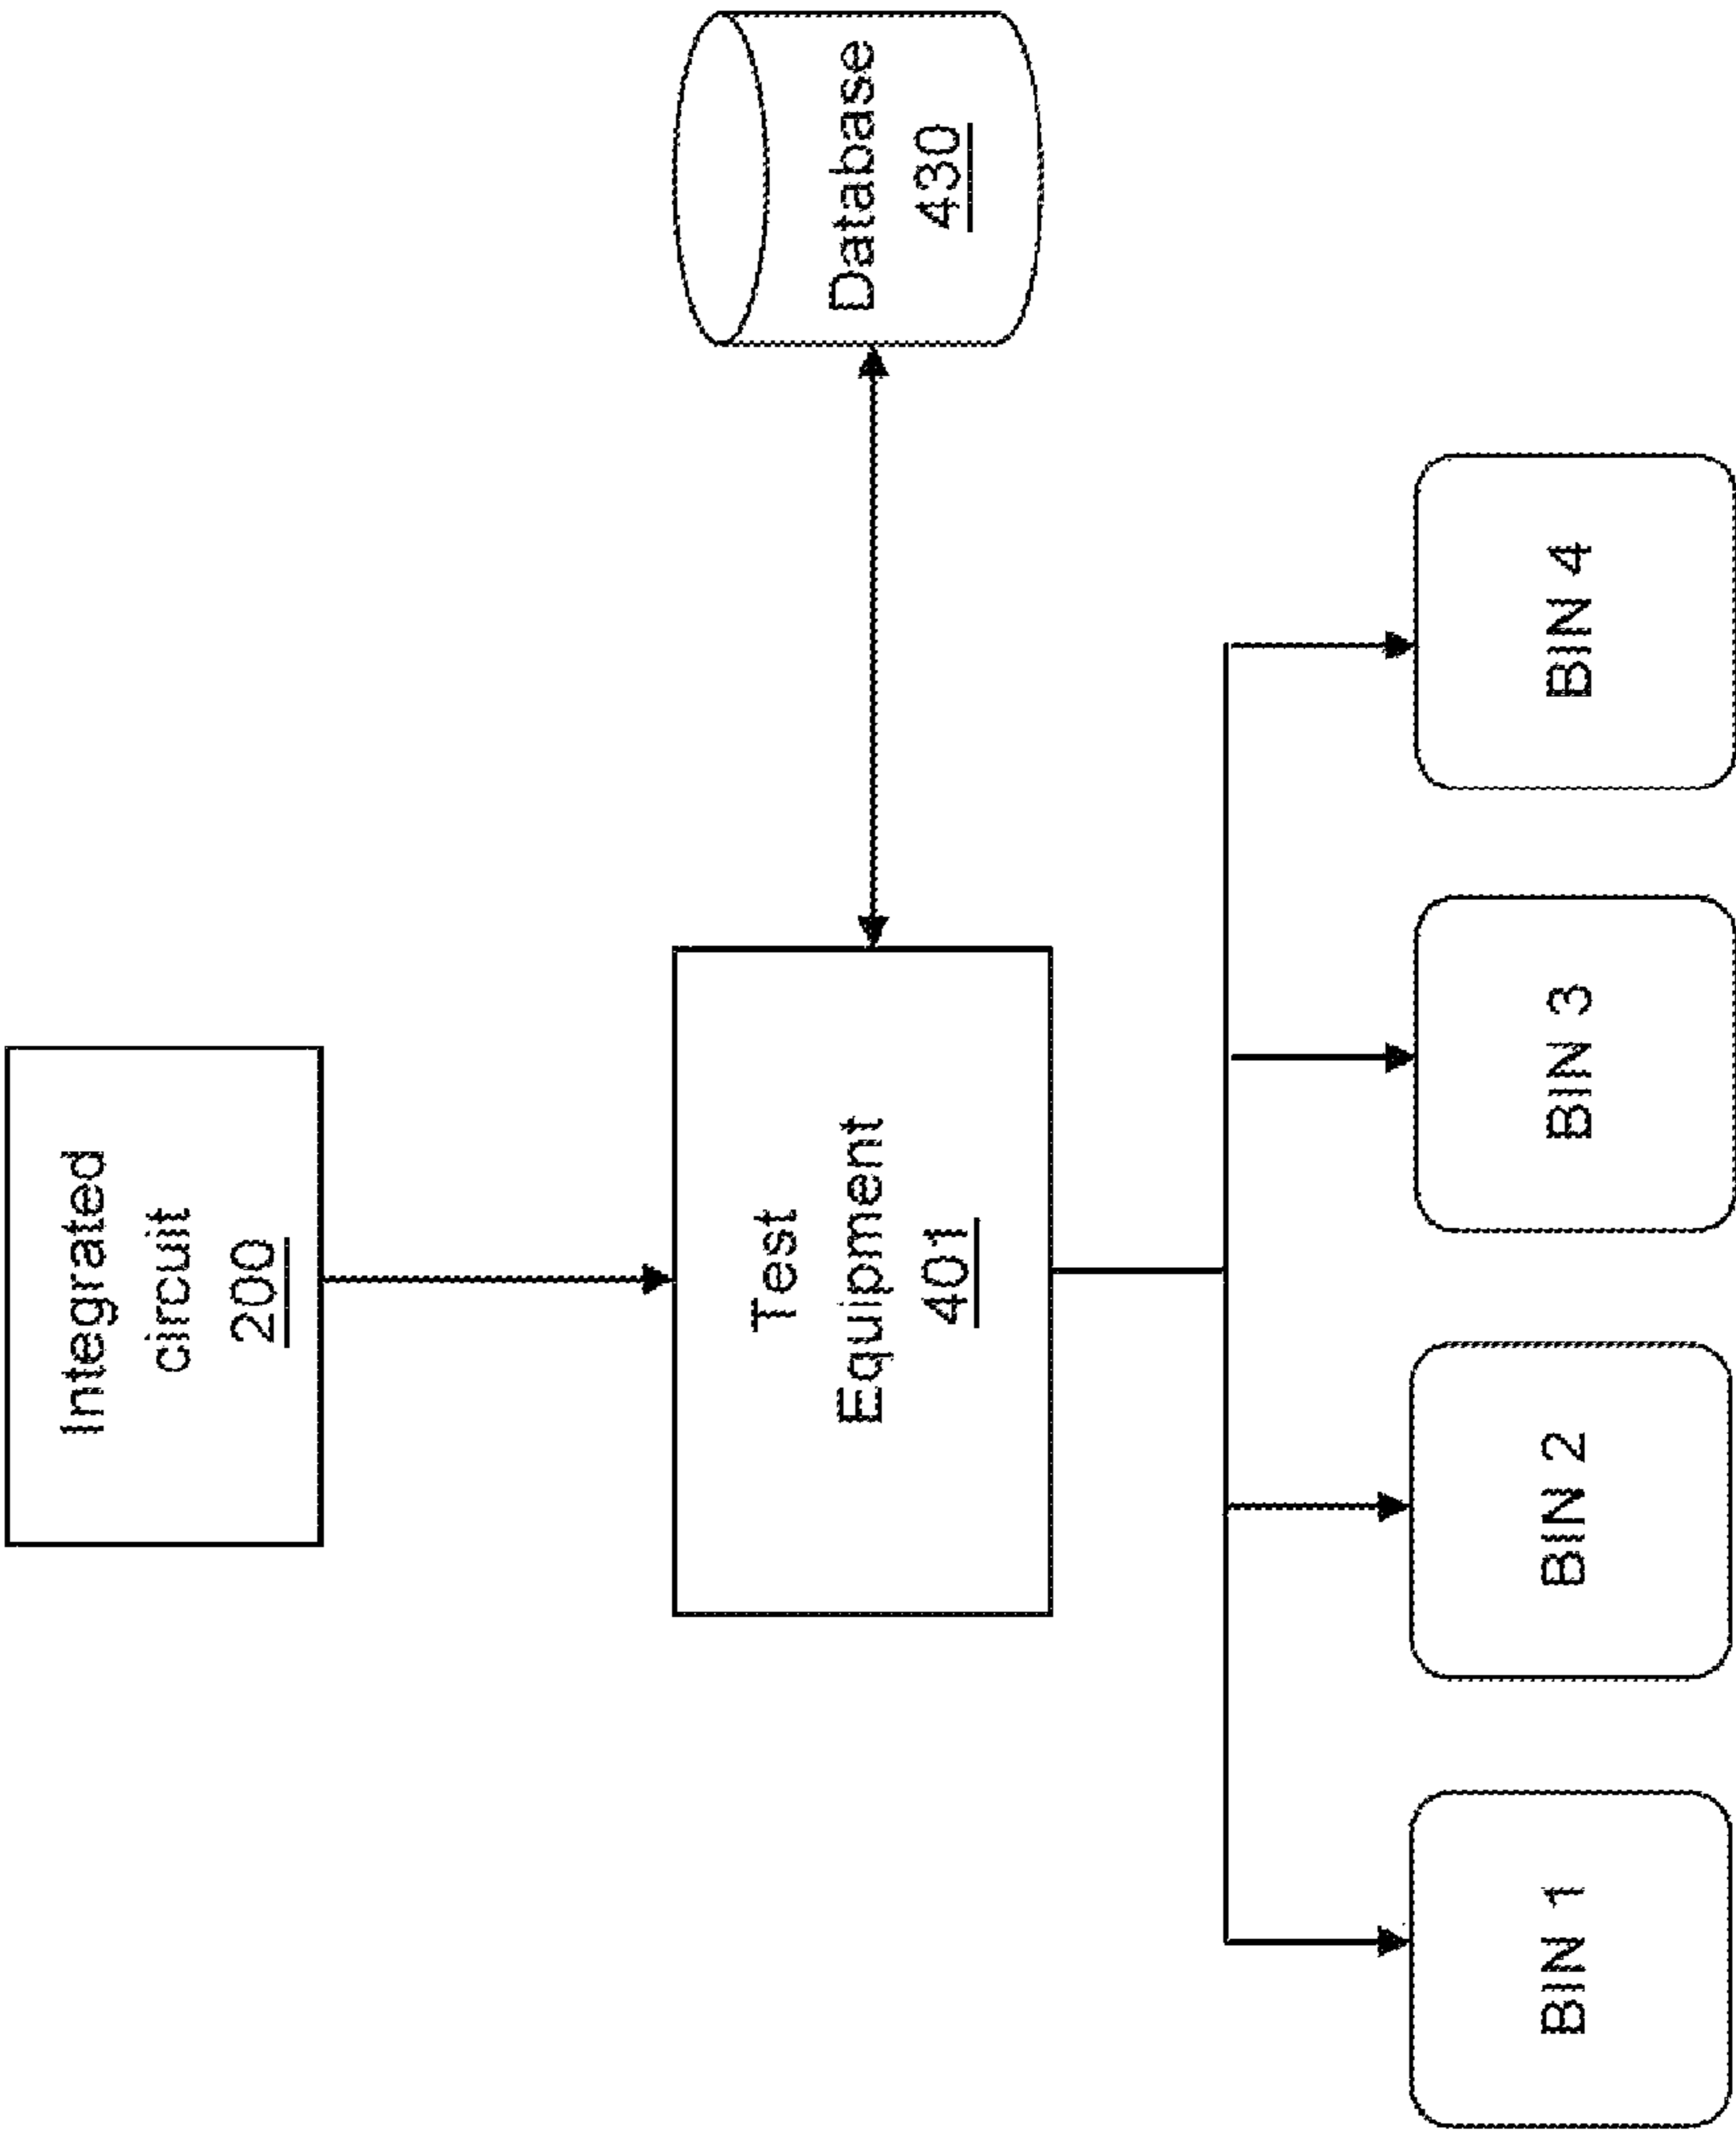 Integrated
circuit
200
Test
Equipment
401
Database
430
BIN 1
BIN 2
BIN 3
BIN 4